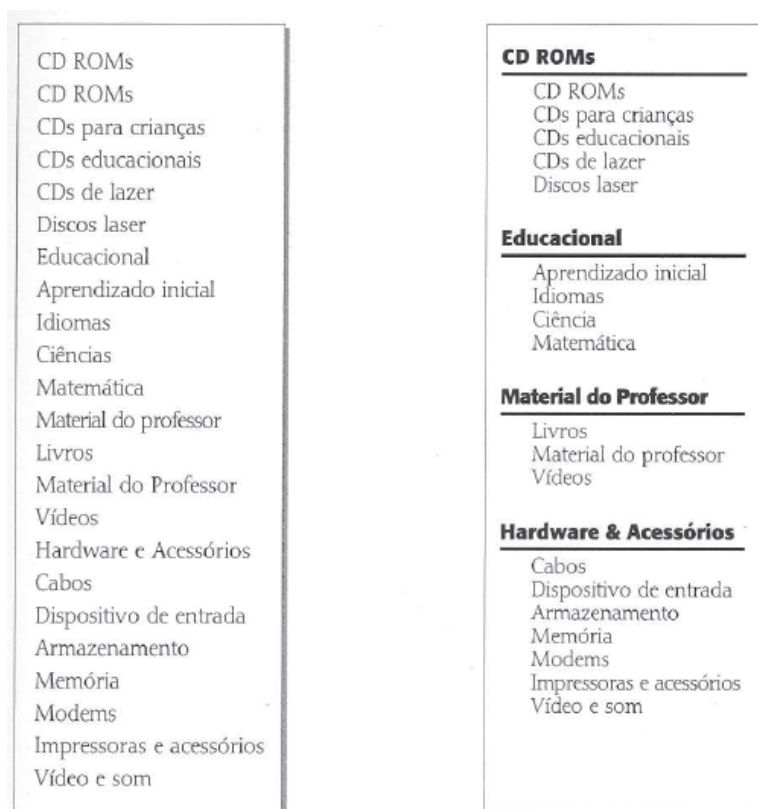 CD ROMs
CD ROMs
CDs para crianças
CDs educacionais
CDs de lazer
Discos laser
Educacional
Aprendizado inicial
Idiomas
Ciências
Matemática
Material do professor
Livros
Material do Professor
Vídeos
Hardware e Acessórios
Cabos
Dispositivo de entrada
Armazenamento
Memória
Modems
Impressoras e acessórios
Vídeo e som
CD ROMs
CD ROMs
CDs para crianças
CDs educacionais
CDs de lazer
Discos laser
Educacional
Aprendizado inicial
Idiomas
Ciência
Matemática
Material do Professor
Livros
Material do professor
Vídeos
Hardware & Acessórios
Cabos
Dispositivo de entrada
Armazenamento
Memória
Modems
Impressoras e acessórios
Vídeo e som